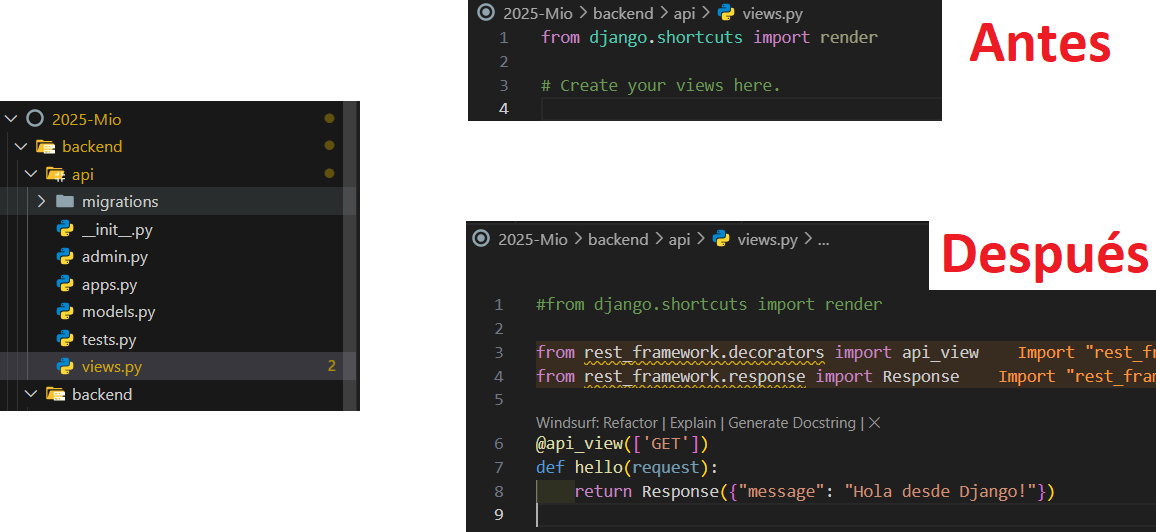 2025-Mio
backend
api
migrations
__init__.py
admin.py
apps.py
models.py
tests.py
views.py 2
backend
2025-Mio > backend > api > views.py
1 from django.shortcuts import render
2
3 # Create your views here.
4
Antes
2025-Mio > backend > api > views.py > ...
Después
1 #from django.shortcuts import render
2
3 from rest_framework.decorators import api_view Import "rest_f
4 from rest_framework.response import Response Import "rest_fram
5
Windsurf: Refactor | Explain | Generate Docstring | ×
6 @api_view(['GET'])
7 def hello(request):
8 return Response({"message": "Hola desde Django!"})
9